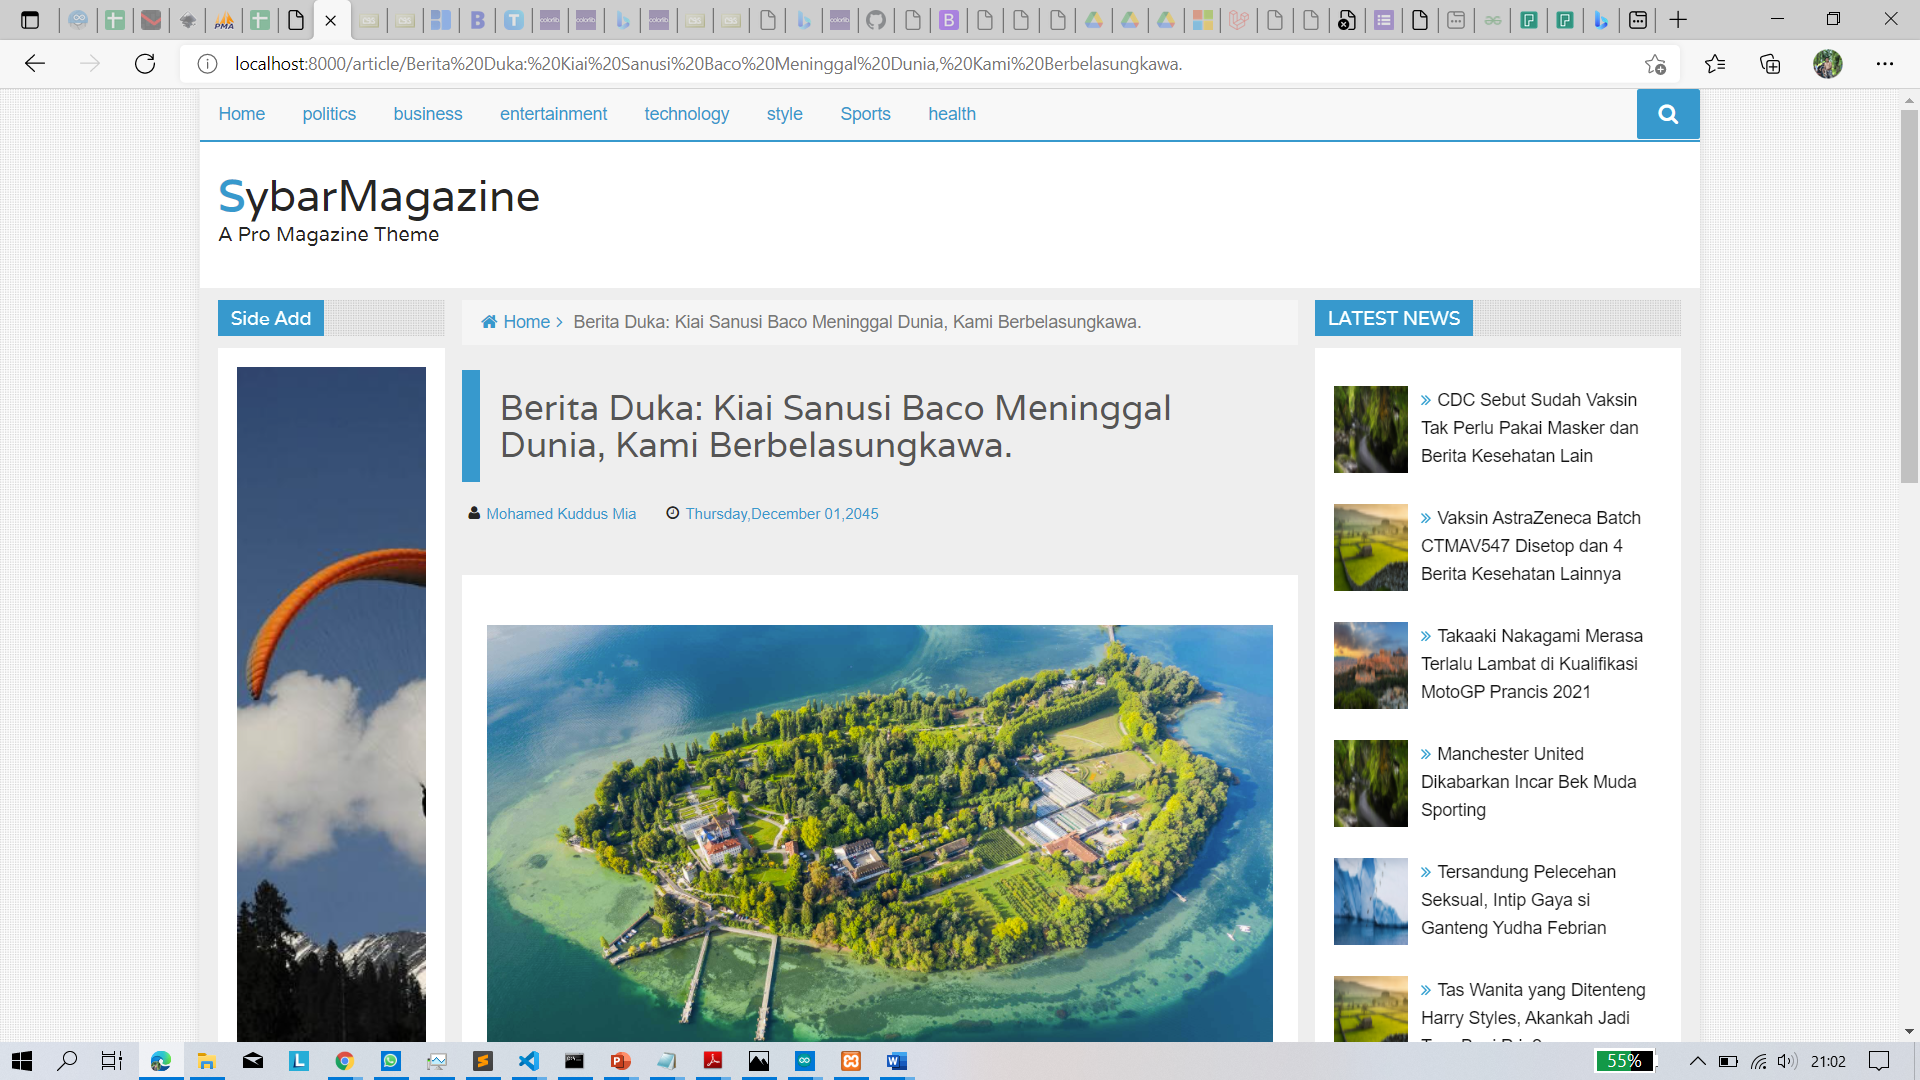 localhost:8000/article/Berita%20Duka:%20Kiai%20Sanusi%20Baco%20Meninggal%20Dunia,%20Kami%20Berbelasungkawa.
Home politics business entertainment technology style Sports health
SybarMagazine
A Pro Magazine Theme
Side Add
Home Berita Duka: Kiai Sanusi Baco Meninggal Dunia, Kami Berbelasungkawa.
Berita Duka: Kiai Sanusi Baco Meninggal
Dunia, Kami Berbelasungkawa.
Mohamed Kuddus Mia Thursday,December 01,2045
LATEST NEWS
» CDC Sebut Sudah Vaksin
Tak Perlu Pakai Masker dan
Berita Kesehatan Lain
» Vaksin AstraZeneca Batch
CTMAV547 Disetop dan 4
Berita Kesehatan Lainnya
» Takaaki Nakagami Merasa
Terlalu Lambat di Kualifikasi
MotoGP Prancis 2021
» Manchester United
Dikabarkan Incar Bek Muda
Sporting
» Tersandung Pelecehan
Seksual, Intip Gaya si
Ganteng Yudha Febrian
» Tas Wanita yang Ditenteng
Harry Styles, Akankah Jadi
55% 21:02